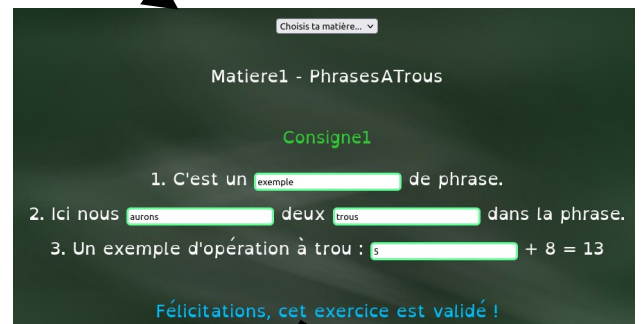 Choisis ta matière...
Matiere1 - PhrasesATrous
Consigne1
1. C'est un exemple de phrase.
2. Ici nous aurons deux trous dans la phrase.
3. Un exemple d'opération à trou : 5 + 8 = 13
Félicitations, cet exercice est validé !